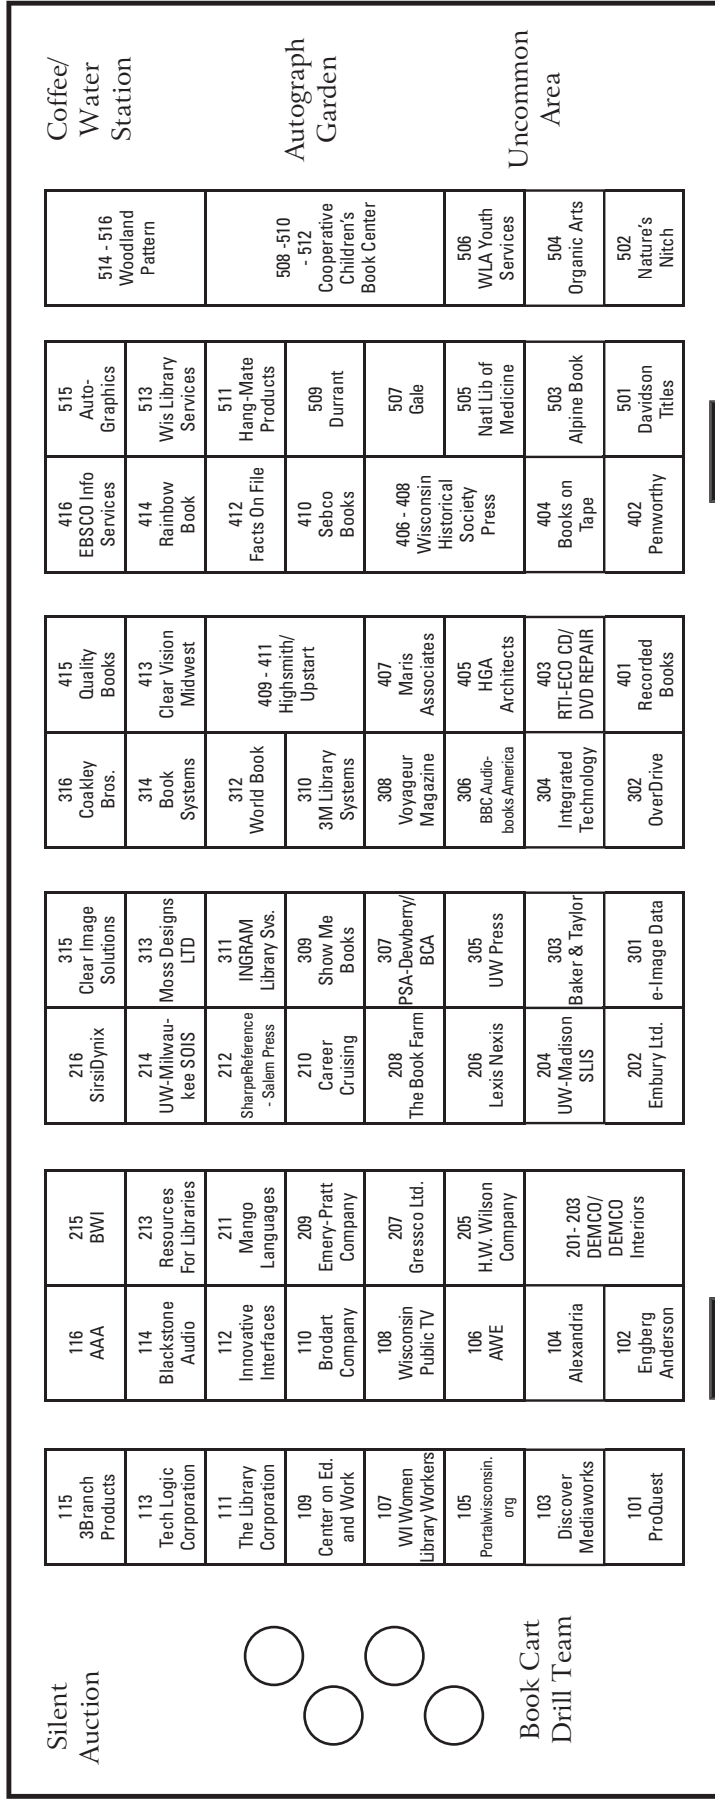 Coffee/
Water
Station
Autograph
Garden
Uncommon
Area
514 - 516
Woodland
Pattern
508 -510
- 512
Cooperative
Children's
Book Center
506
WLA Youth
Services
504
Organic Arts
502
Nature's
Nitch
515
Auto-
Graphics
513
Wis Library
Services
511
Hang-Mate
Products
509
Durrant
507
Gale
505
Natl Lib of
Medicine
503
Alpine Book
501
Davidson
Titles
416
EBSCO Info
Services
414
Rainbow
Book
412
Facts On File
410
Sebco
Books
406 - 408
Wisconsin
Historical
Society
Press
404
Books on
Tape
402
Penworthy
415
Quality
Books
413
Clear Vision
Midwest
409 - 411
Highsmith/
Upstart
407
Maris
Associates
405
HGA
Architects
403
RTI-ECO CD/
DVD REPAIR
401
Recorded
Books
316
Coakley
Bros.
314
Book
Systems
312
World Book
310
3M Library
Systems
308
Voyageur
Magazine
306
BBC Audio-
books America
304
Integrated
Technology
302
OverDrive
315
Clear Image
Solutions
313
Moss Designs
LTD
311
INGRAM
Library Svs.
309
Show Me
Books
307
PSA-Dewberry/
BCA
305
UW Press
303
Baker & Taylor
301
e-Image Data
216
SirsiDynix
214
UW-Milwau-
kee SOIS
212
SharpeReference
- Salem Press
210
Career
Cruising
208
The Book Farm
206
Lexis Nexis
204
UW-Madison
SLIS
202
Embury Ltd.
215
BWI
213
Resources
For Libraries
211
Mango
Languages
209
Emery-Pratt
Company
207
Gressco Ltd.
205
H.W. Wilson
Company
201- 203
DEMCO/
DEMCO
Interiors
116
AAA
114
Blackstone
Audio
112
Innovative
Interfaces
110
Brodart
Company
108
Wisconsin
Public TV
106
AWE
104
Alexandria
102
Engberg
Anderson
115
3Branch
Products
113
Tech Logic
Corporation
111
The Library
Corporation
109
Center on Ed.
and Work
107
WI Women
Library Workers
105
Portalwisconsin.
org
103
Discover
Mediaworks
101
ProQuest
Silent
Auction
Book Cart
Drill Team